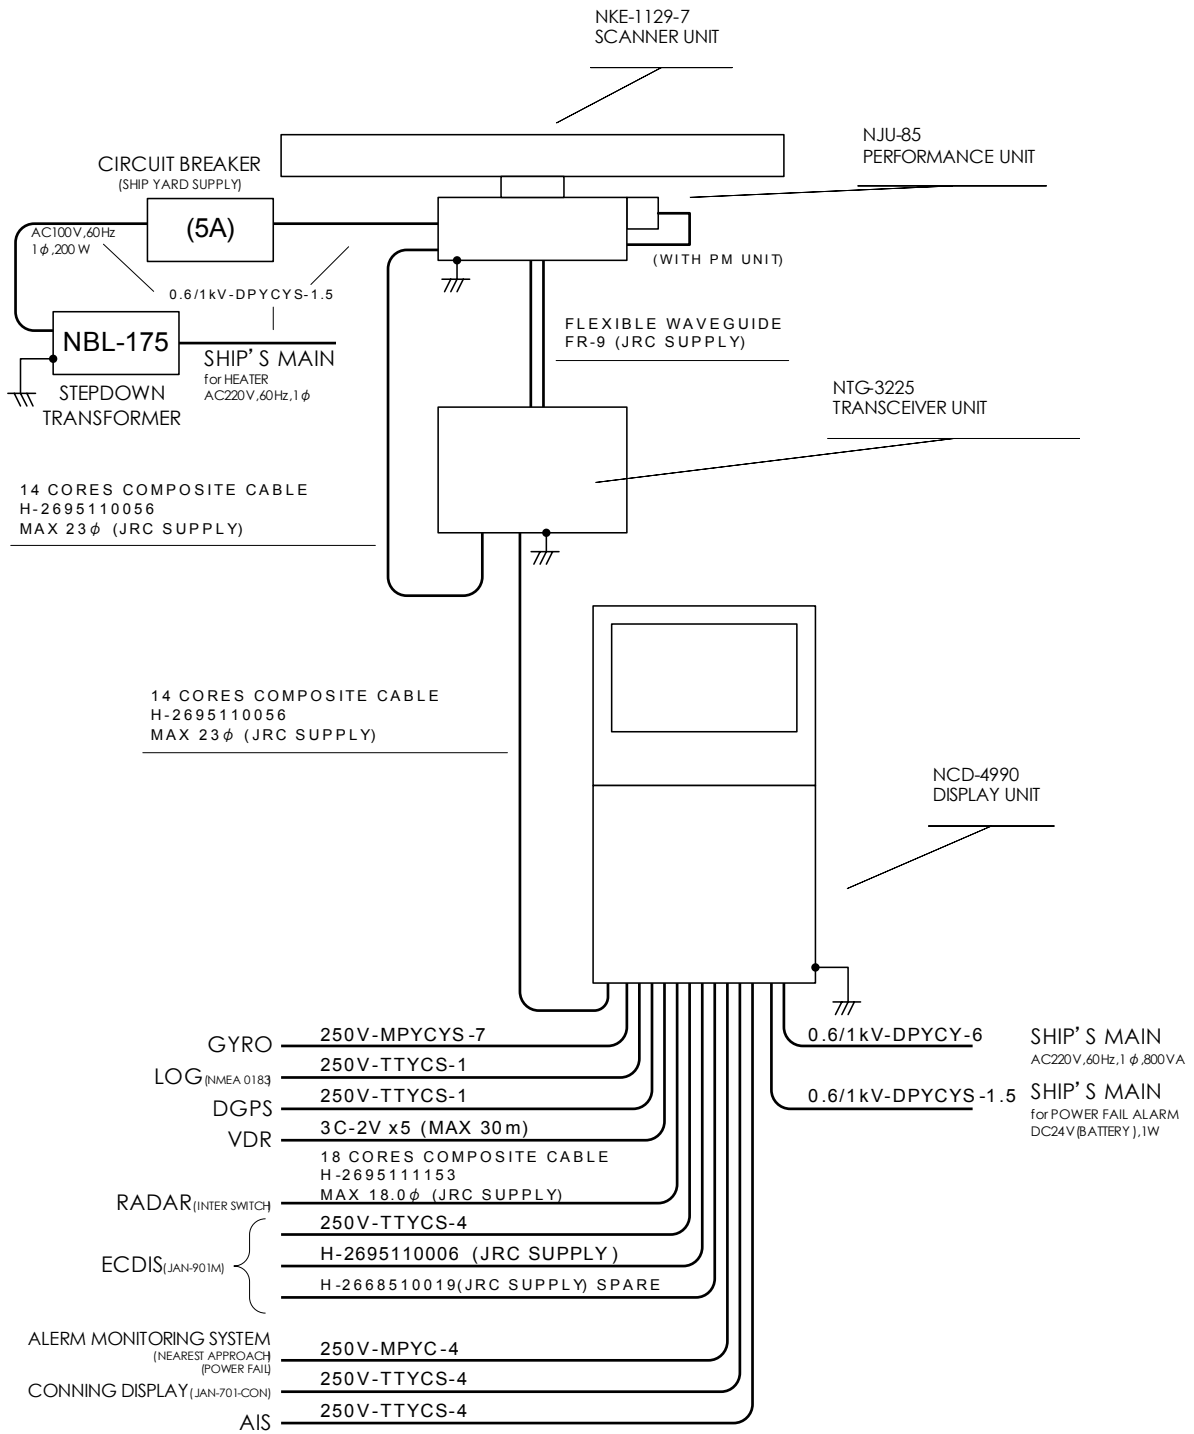 NKE-1129-7
SCANNER UNIT
NJU-85
PERFORMANCE UNIT
CIRCUIT BREAKER
(SHIP YARD SUPPLY)
(5A)
AC100V,60Hz
1ϕ,200W
(WITH PM UNIT)
0.6/1kV-DPYCYS-1.5
NBL-175
SHIP'S MAIN
for HEATER
AC220V,60Hz,1ϕ
STEPDOWN
TRANSFORMER
FLEXIBLE WAVEGUIDE
FR-9 (JRC SUPPLY)
NTG-3225
TRANSCEIVER UNIT
14 CORES COMPOSITE CABLE
H-2695110056
MAX 23ϕ (JRC SUPPLY)
14 CORES COMPOSITE CABLE
H-2695110056
MAX 23ϕ (JRC SUPPLY)
NCD-4990
DISPLAY UNIT
GYRO 250V-MPYCYS-7
LOG(NMEA 0183) 250V-TTYCS-1
DGPS 250V-TTYCS-1
VDR 3C-2V x5 (MAX 30m)
18 CORES COMPOSITE CABLE
H-2695111153
RADAR(INTER SWITCH) MAX 18.0ϕ (JRC SUPPLY)
250V-TTYCS-4
ECDIS(JAN-901M) H-2695110006 (JRC SUPPLY)
H-2668510019(JRC SUPPLY) SPARE
ALERM MONITORING SYSTEM
(NEAREST APPROACH)
(POWER FAIL)
250V-MPYC-4
CONNING DISPLAY(JAN-701-CON) 250V-TTYCS-4
AIS 250V-TTYCS-4
0.6/1kV-DPYCY-6 SHIP'S MAIN
AC220V,60Hz,1ϕ,800VA
0.6/1kV-DPYCYS-1.5 SHIP'S MAIN
for POWER FAIL ALARM
DC24V(BATTERY),1W